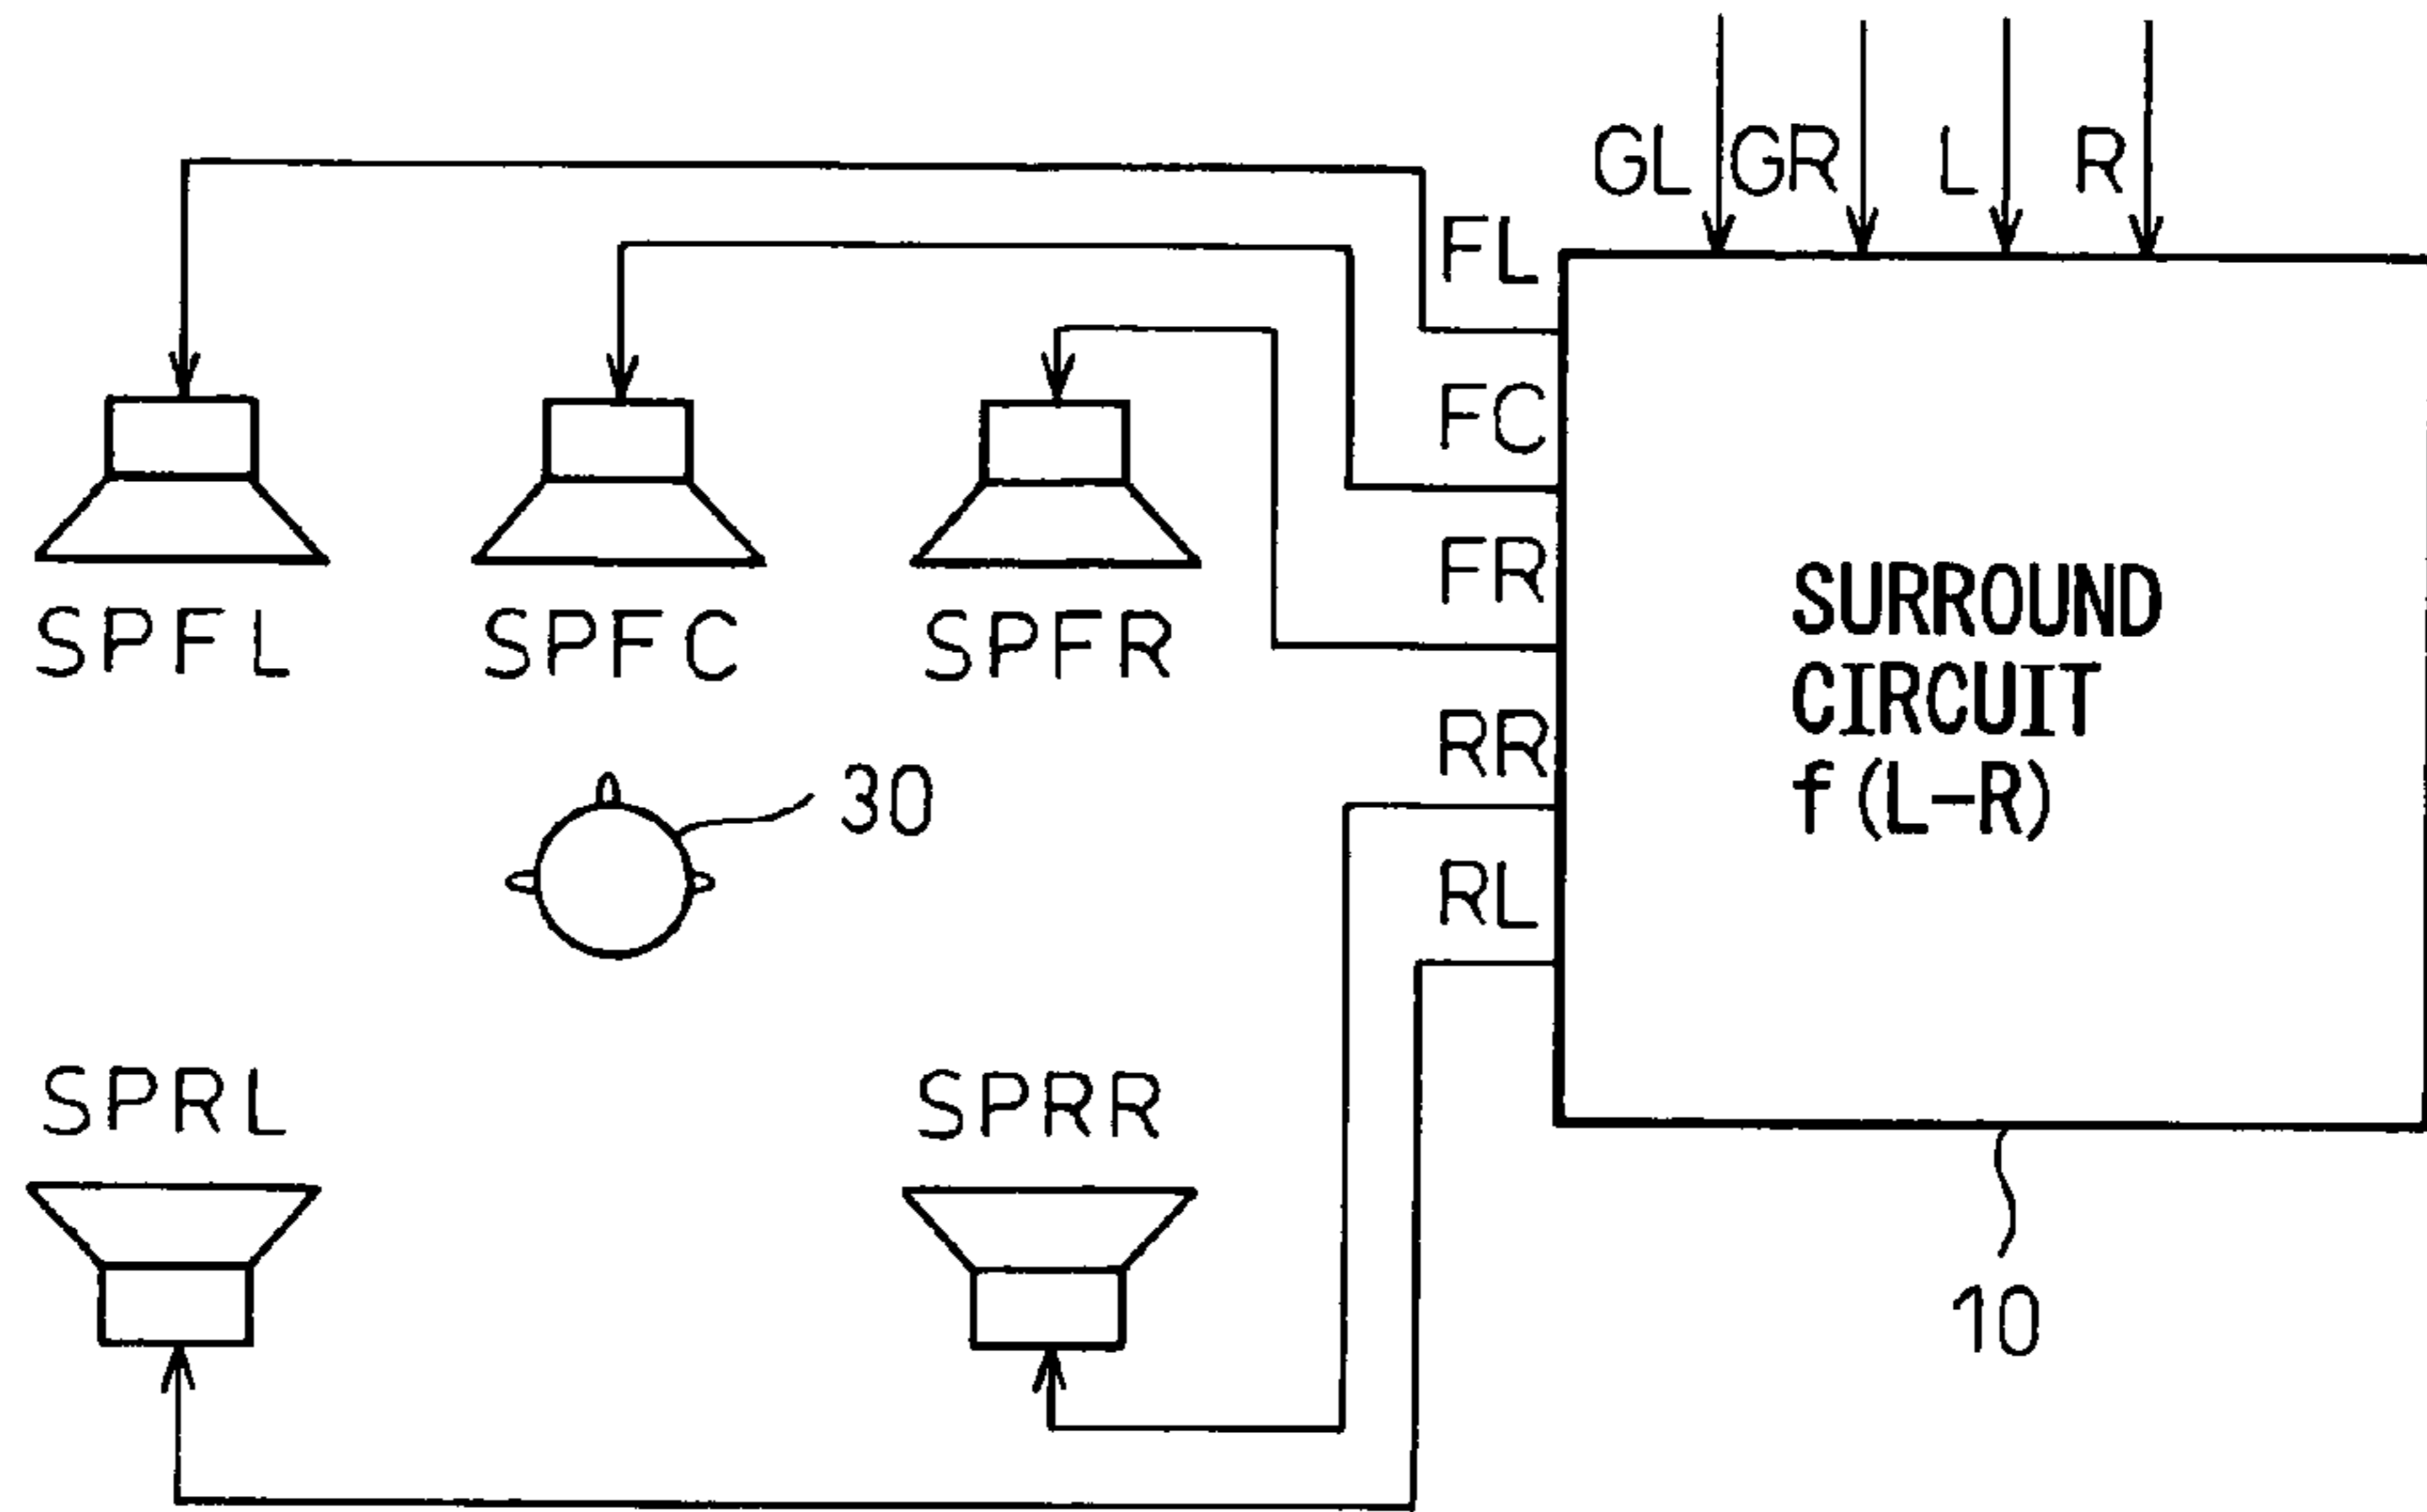 GL GR L R
FL
FC
FR
RR
RL
SURROUND
CIRCUIT
f (L-R)
SPFL SPFC SPFR
30
SPRL SPRR
10